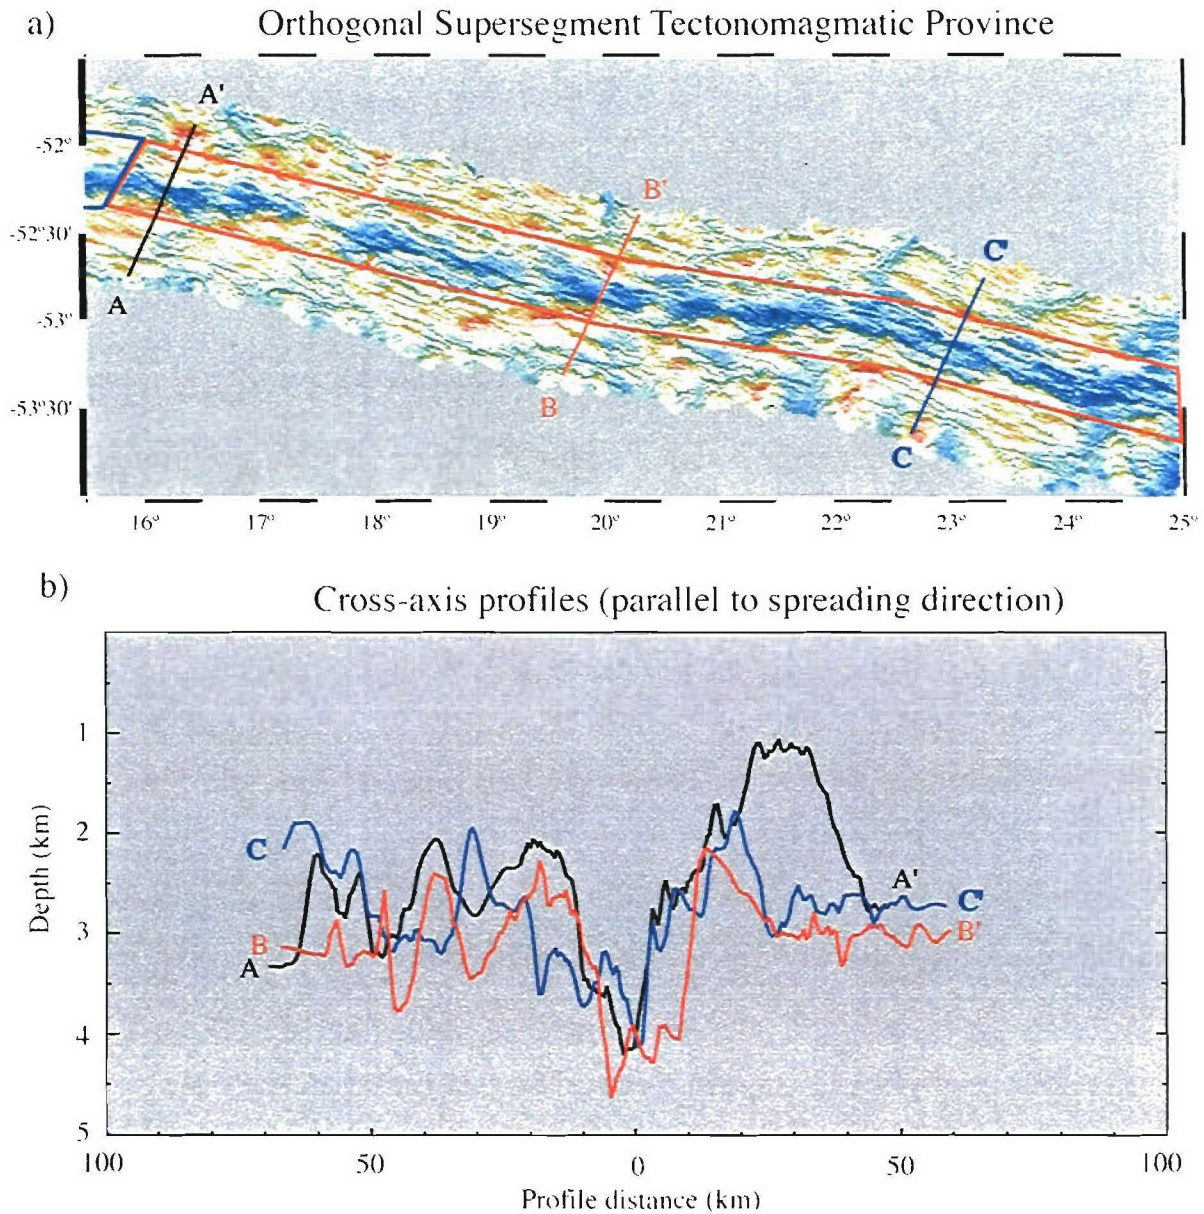 a)
Orthogonal Supersegment Tectonomagmatic Province
A'
-52°
B'
-52°30'
C'
A
-53°
B
-53°30'
C
16° 17° 18° 19° 20° 21° 22° 23° 24° 25°
b)
Cross-axis profiles (parallel to spreading direction)
1
2
C
A'
C'
Depth (km)
3
B
B'
A
4
5
100 50 0 50 100
Profile distance (km)